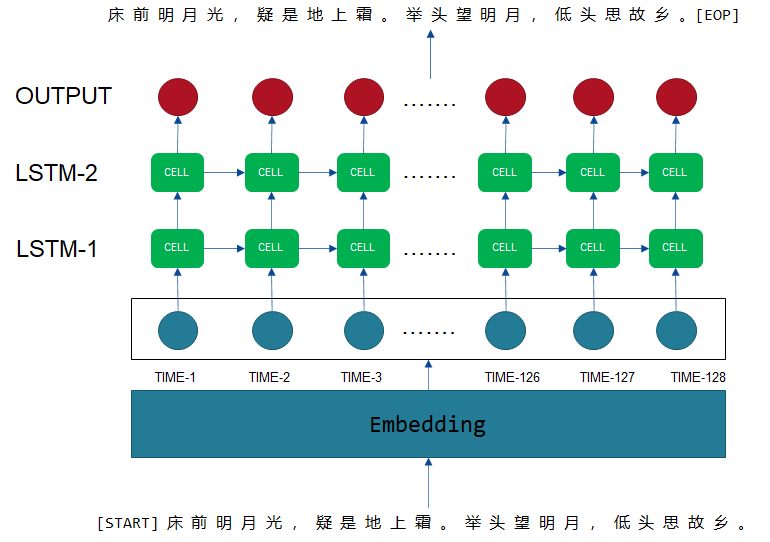 床前明月光，疑是地上霜。举头望明月，低头思故乡。[EOP]
OUTPUT
.......
LSTM-2 CELL CELL CELL ....... CELL CELL CELL
LSTM-1 CELL CELL CELL ....... CELL CELL CELL
.......
TIME-1 TIME-2 TIME-3 TIME-126 TIME-127 TIME-128
Embedding
[START]床前明月光，疑是地上霜。举头望明月，低头思故乡。